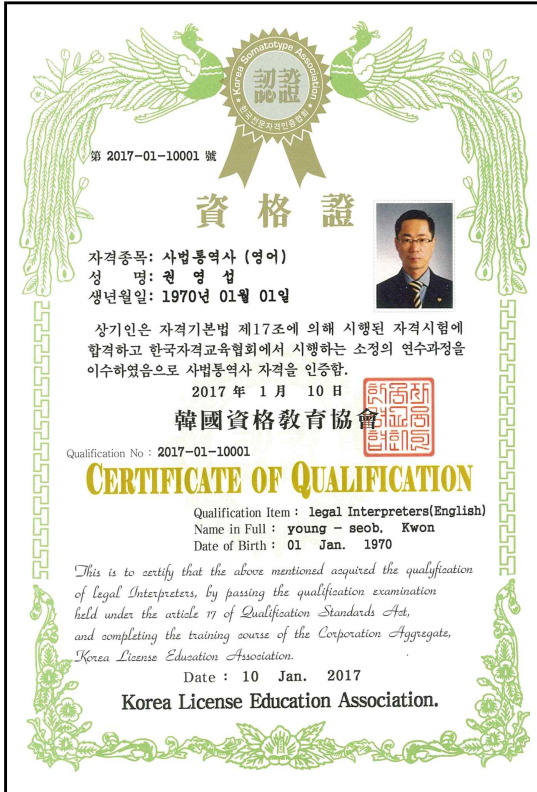 Korea Somatotype Association
認證
한국전문자격인증협회
第 2017-01-10001 號
資格證
자격종목: 사법통역사 (영어)
성 명: 권 영 섭
생년월일: 1970년 01월 01일
상기인은 자격기본법 제17조에 의해 시행된 자격시험에
합격하고 한국자격교육협회에서 시행하는 소정의 연수과정을
이수하였음으로 사법통역사 자격을 인증함.
2017 年 1 月 10 日
韓國資格敎育協會
Qualification No : 2017-01-10001
CERTIFICATE OF QUALIFICATION
Qualification Item : legal Interpreters(English)
Name in Full : young - seob, Kwon
Date of Birth : 01 Jan. 1970
This is to certify that the above mentioned acquired the qualyfication
of legal Interpreters, by passing the qualification examination
held under the article 17 of Qualification Standards Act,
and completing the training course of the Corporation Aggregate,
Korea License Education Association.
Date : 10 Jan. 2017
Korea License Education Association.